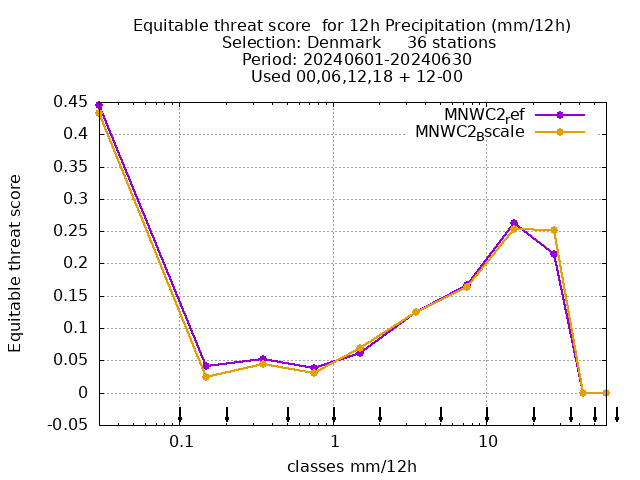 Equitable threat score  for 12h Precipitation (mm/12h)
Selection: Denmark     36 stations
Period: 20240601-20240630
Used 00,06,12,18 + 12-00
MNWC2ref
MNWC2Bscale
0.45
0.4
0.35
0.3
0.25
0.2
0.15
0.1
0.05
0
-0.05
Equitable threat score
0.1 1 10
classes mm/12h